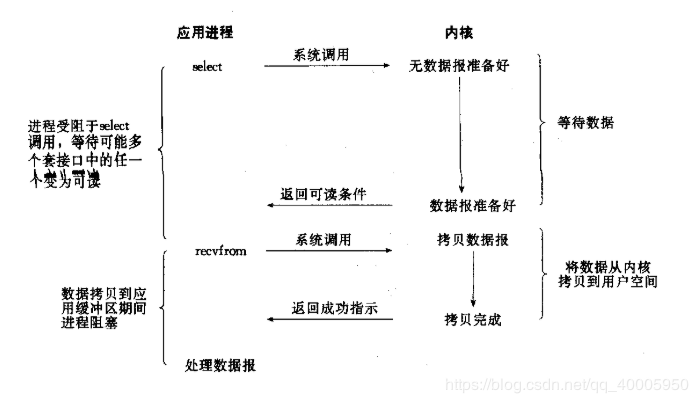 应用进程
内核
select
系统调用
无数据报准备好
进程受阻于select
调用，等待可能多
个套接口中的任一
个变为可读
等待数据
返回可读条件
数据报准备好
recvfrom
系统调用
拷贝数据报
数据拷贝到应
用缓冲区期间
进程阻塞
将数据从内核
拷贝到用户空间
返回成功指示
拷贝完成
处理数据报
https://blog.csdn.net/qq_40005950